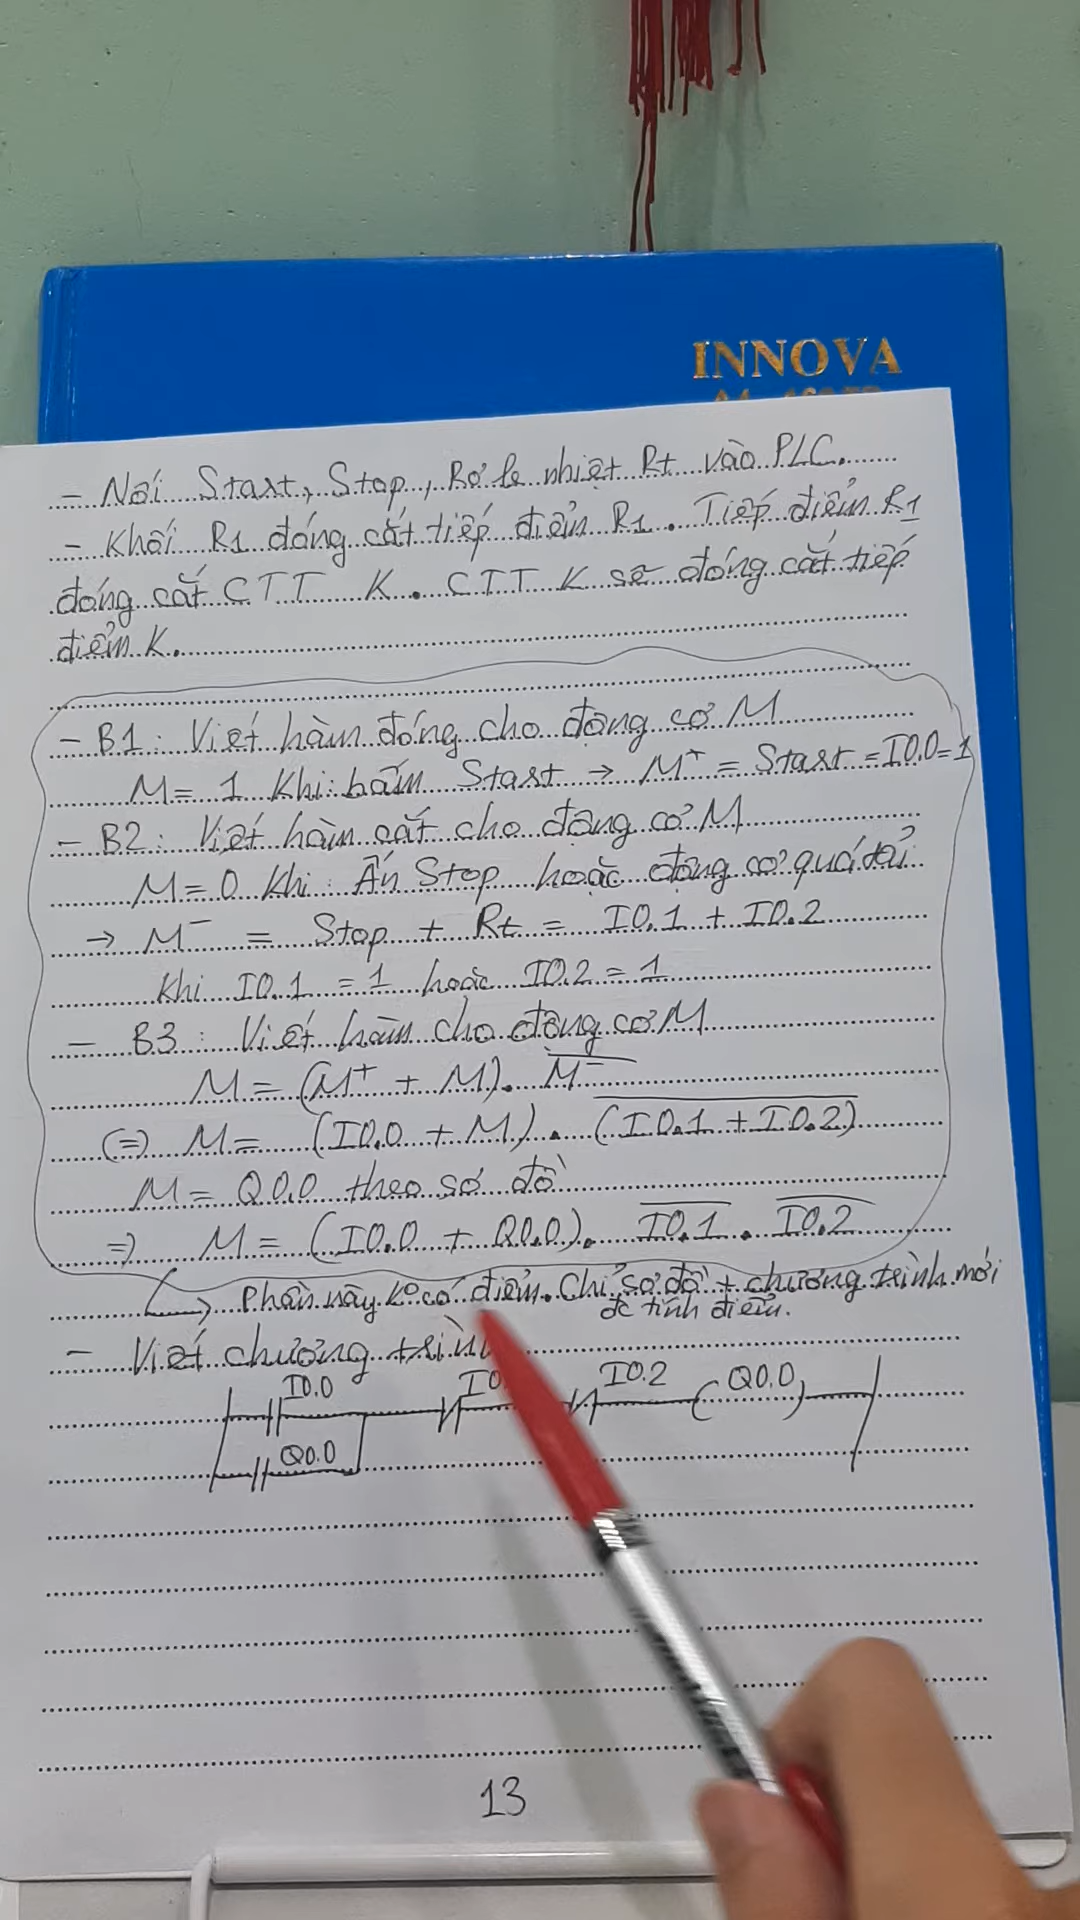 INNOVA
- Nối Start, Stop, Rơ le nhiệt Rt vào PLC.
- Khối R1 đóng cắt tiếp điểm R1. Tiếp điểm R1
đóng cắt CTT K. CTT K sẽ đóng cắt tiếp
điểm K.
- B1: Viết hàm đóng cho động cơ M
M = 1 Khi: bấm Start → M⁺ = Start = I0.0 = 1
- B2: Viết hàm cắt cho động cơ M
M = 0 Khi: Ấn Stop hoặc động cơ quá tải
→ M⁻ = Stop + Rt = I0.1 + I0.2
Khi I0.1 = 1 hoặc I0.2 = 1
- B3: Viết hàm cho động cơ M
M = (M⁺ + M). M̅⁻
(=) M = (I0.0 + M) . \overline{(I0.1 + I0.2)}
M = Q0.0 theo sơ đồ
=) M = (I0.0 + Q0.0). \overline{I0.1} . \overline{I0.2}
→ Phần này ko có điểm. Chỉ sơ đồ + chương trình mới
đc tính điểm.
- Viết chương trình
I0.0 I0. I0.2 Q0.0
Q0.0
13